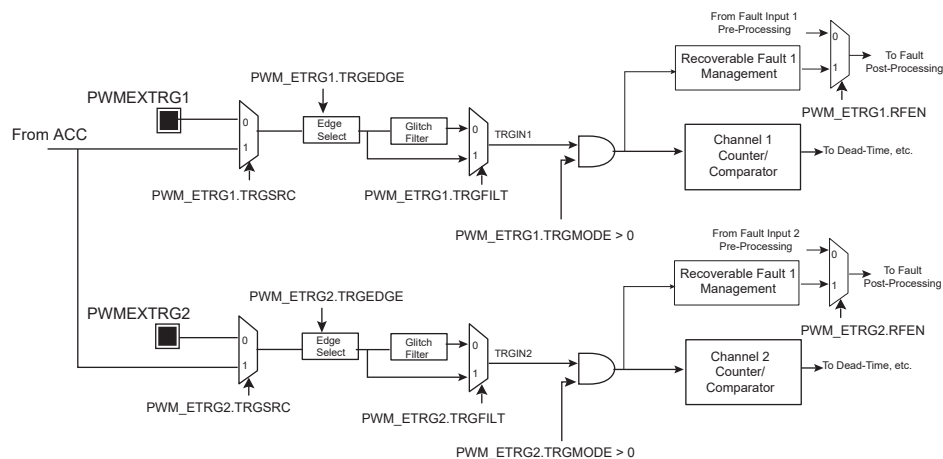 From Fault Input 1
Pre-Processing
0
1
To Fault
Post-Processing
PWM_ETRG1.RFEN
Recoverable Fault 1
Management
PWM_ETRG1.TRGEDGE
PWMEXTRG1
From ACC
0
1
Edge
Select
Glitch
Filter
0
1
TRGIN1
Channel 1
Counter/
Comparator
To Dead-Time, etc.
PWM_ETRG1.TRGSRC
PWM_ETRG1.TRGFILT
PWM_ETRG1.TRGMODE > 0
From Fault Input 2
Pre-Processing
0
1
To Fault
Post-Processing
PWM_ETRG2.RFEN
Recoverable Fault 1
Management
PWM_ETRG2.TRGEDGE
PWMEXTRG2
0
1
Edge
Select
Glitch
Filter
0
1
TRGIN2
Channel 2
Counter/
Comparator
To Dead-Time, etc.
PWM_ETRG2.TRGSRC
PWM_ETRG2.TRGFILT
PWM_ETRG2.TRGMODE > 0